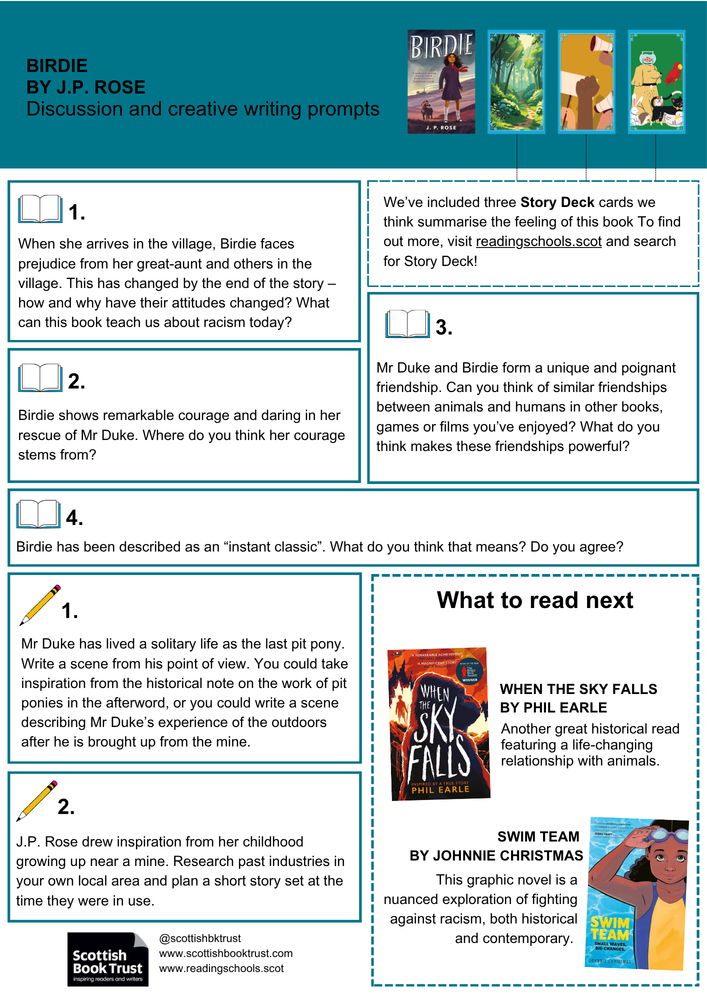 BIRDIE
BY J.P. ROSE
Discussion and creative writing prompts
BIRDIE
HANNAH GOLD
J. P. ROSE
1.
When she arrives in the village, Birdie faces
prejudice from her great-aunt and others in the
village. This has changed by the end of the story –
how and why have their attitudes changed? What
can this book teach us about racism today?
We’ve included three Story Deck cards we
think summarise the feeling of this book To find
out more, visit readingschools.scot and search
for Story Deck!
2.
Birdie shows remarkable courage and daring in her
rescue of Mr Duke. Where do you think her courage
stems from?
3.
Mr Duke and Birdie form a unique and poignant
friendship. Can you think of similar friendships
between animals and humans in other books,
games or films you’ve enjoyed? What do you
think makes these friendships powerful?
4.
Birdie has been described as an “instant classic”. What do you think that means? Do you agree?
1.
Mr Duke has lived a solitary life as the last pit pony.
Write a scene from his point of view. You could take
inspiration from the historical note on the work of pit
ponies in the afterword, or you could write a scene
describing Mr Duke’s experience of the outdoors
after he is brought up from the mine.
2.
J.P. Rose drew inspiration from her childhood
growing up near a mine. Research past industries in
your own local area and plan a short story set at the
time they were in use.
What to read next
"A REMARKABLE ACHIEVEMENT"
MICHAEL MORPURGO
"A MAGNIFICENT STORY"
PHILIP PULLMAN
BOOK OF THE YEAR
The
British
Book
Awards
WINNER
WHEN
THE
SKY
FALLS
INSPIRED BY A TRUE STORY
PHIL EARLE
WHEN THE SKY FALLS
BY PHIL EARLE
Another great historical read
featuring a life-changing
relationship with animals.
SWIM TEAM
BY JOHNNIE CHRISTMAS
This graphic novel is a
nuanced exploration of fighting
against racism, both historical
and contemporary.
JERRY CRAFT
SWIM
TEAM
SMALL WAVES,
BIG CHANGES.
JOHNNIE CHRISTMAS
Scottish
Book Trust
inspiring readers and writers
@scottishbktrust
www.scottishbooktrust.com
www.readingschools.scot